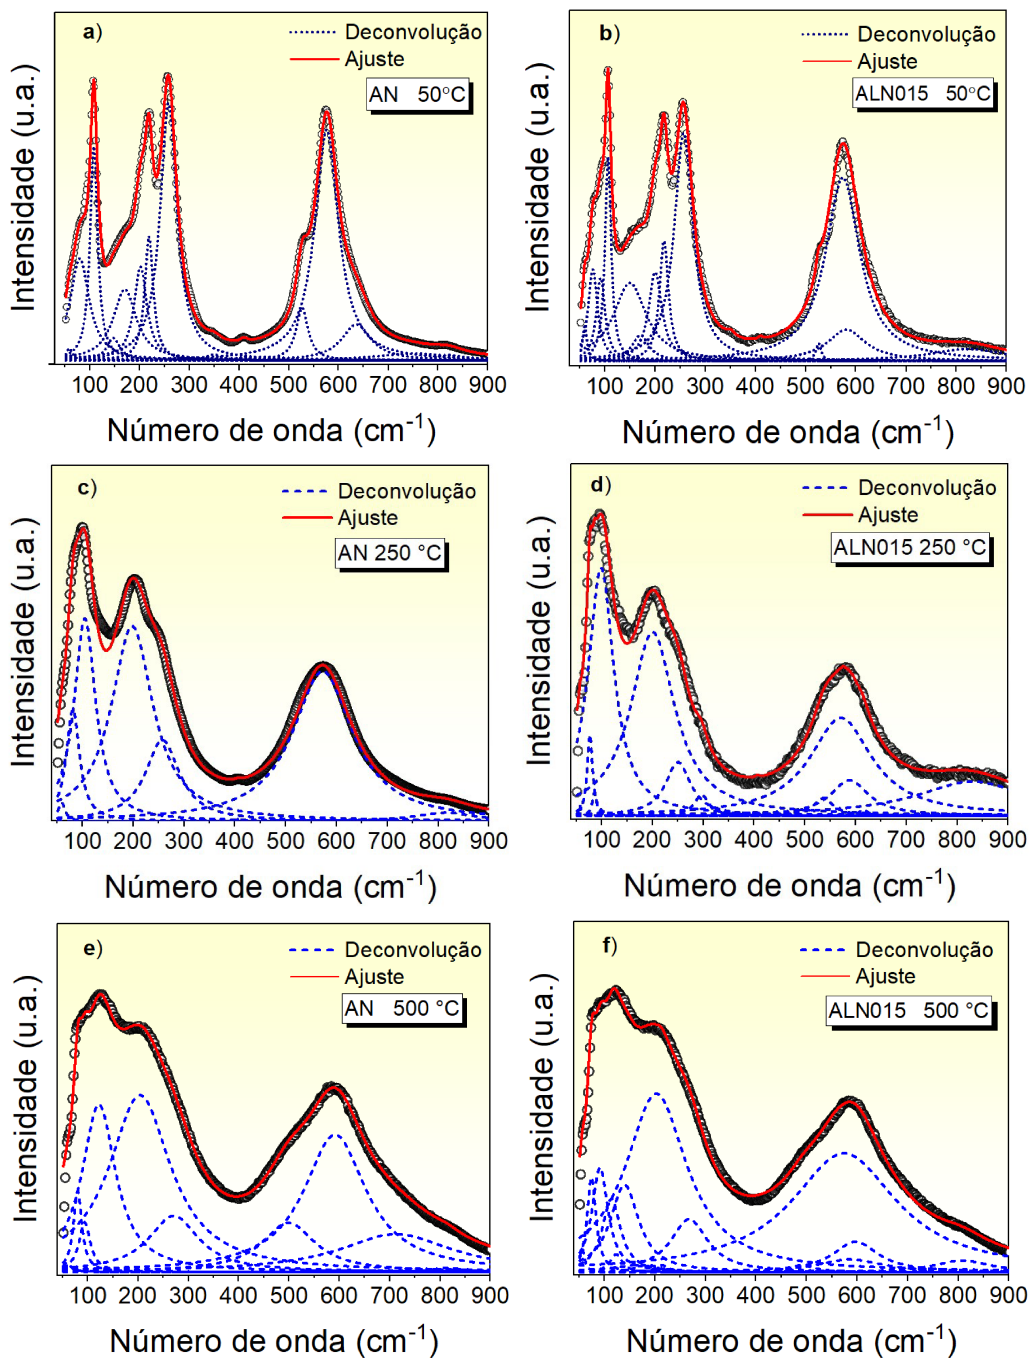 a)
Deconvolução
Ajuste
AN 50°C
Intensidade (u.a.)
100 200 300 400 500 600 700 800 900
Número de onda (cm-1)
b)
Deconvolução
Ajuste
ALN015 50°C
Intensidade (u.a.)
100 200 300 400 500 600 700 800 900
Número de onda (cm-1)
c)
Deconvolução
Ajuste
AN 250 °C
Intensidade (u.a.)
100 200 300 400 500 600 700 800 900
Número de onda (cm-1)
d)
Deconvolução
Ajuste
ALN015 250 °C
Intensidade (u.a.)
100 200 300 400 500 600 700 800 900
Número de onda (cm-1)
e)
Deconvolução
Ajuste
AN 500 °C
Intensidade (u.a.)
100 200 300 400 500 600 700 800 900
Número de onda (cm-1)
f)
Deconvolução
Ajuste
ALN015 500 °C
Intensidade (u.a.)
100 200 300 400 500 600 700 800 900
Número de onda (cm-1)